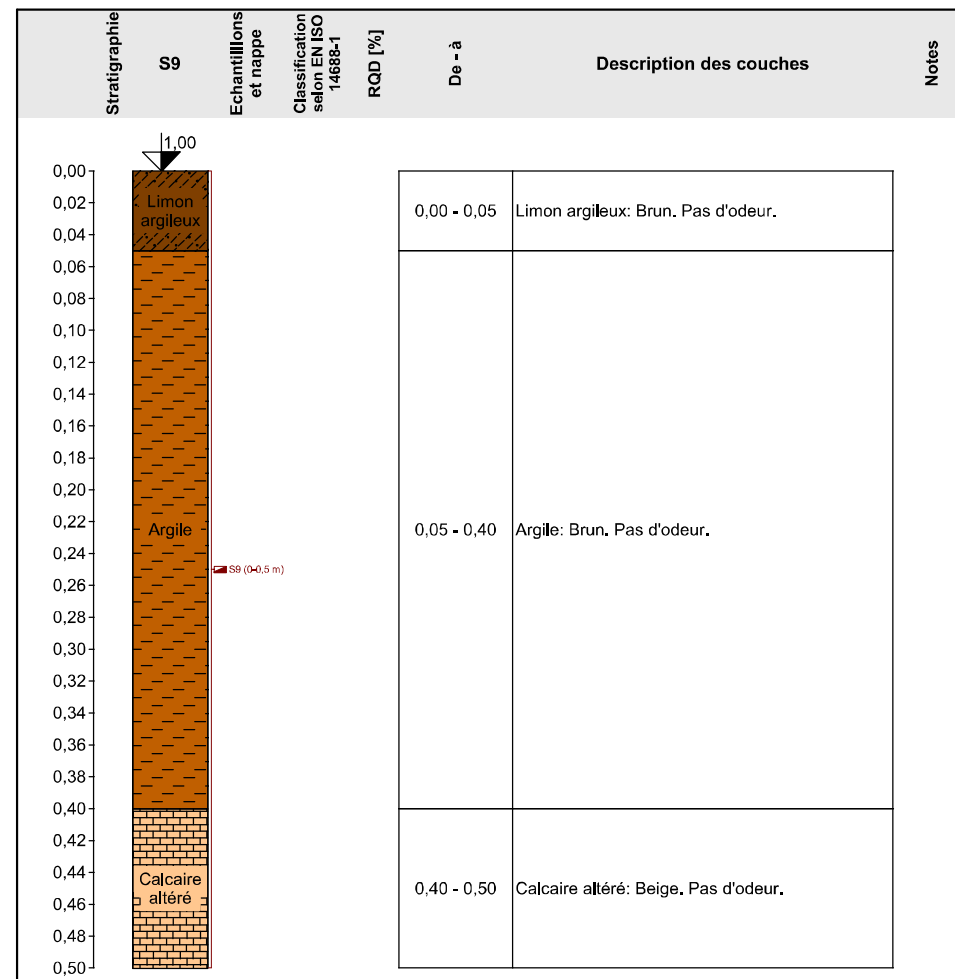 Stratigraphie
S9
Echantilllons
et nappe
Classification
selon EN ISO
14688-1
RQD [%]
De - à
Description des couches
Notes
1,00
0,00
0,02
0,04
0,06
0,08
0,10
0,12
0,14
0,16
0,18
0,20
0,22
0,24
0,26
0,28
0,30
0,32
0,34
0,36
0,38
0,40
0,42
0,44
0,46
0,48
0,50
Limon
argileux
0,00 - 0,05 Limon argileux: Brun. Pas d'odeur.
Argile
0,05 - 0,40 Argile: Brun. Pas d'odeur.
S9 (0-0,5 m)
Calcaire
altéré
0,40 - 0,50 Calcaire altéré: Beige. Pas d'odeur.